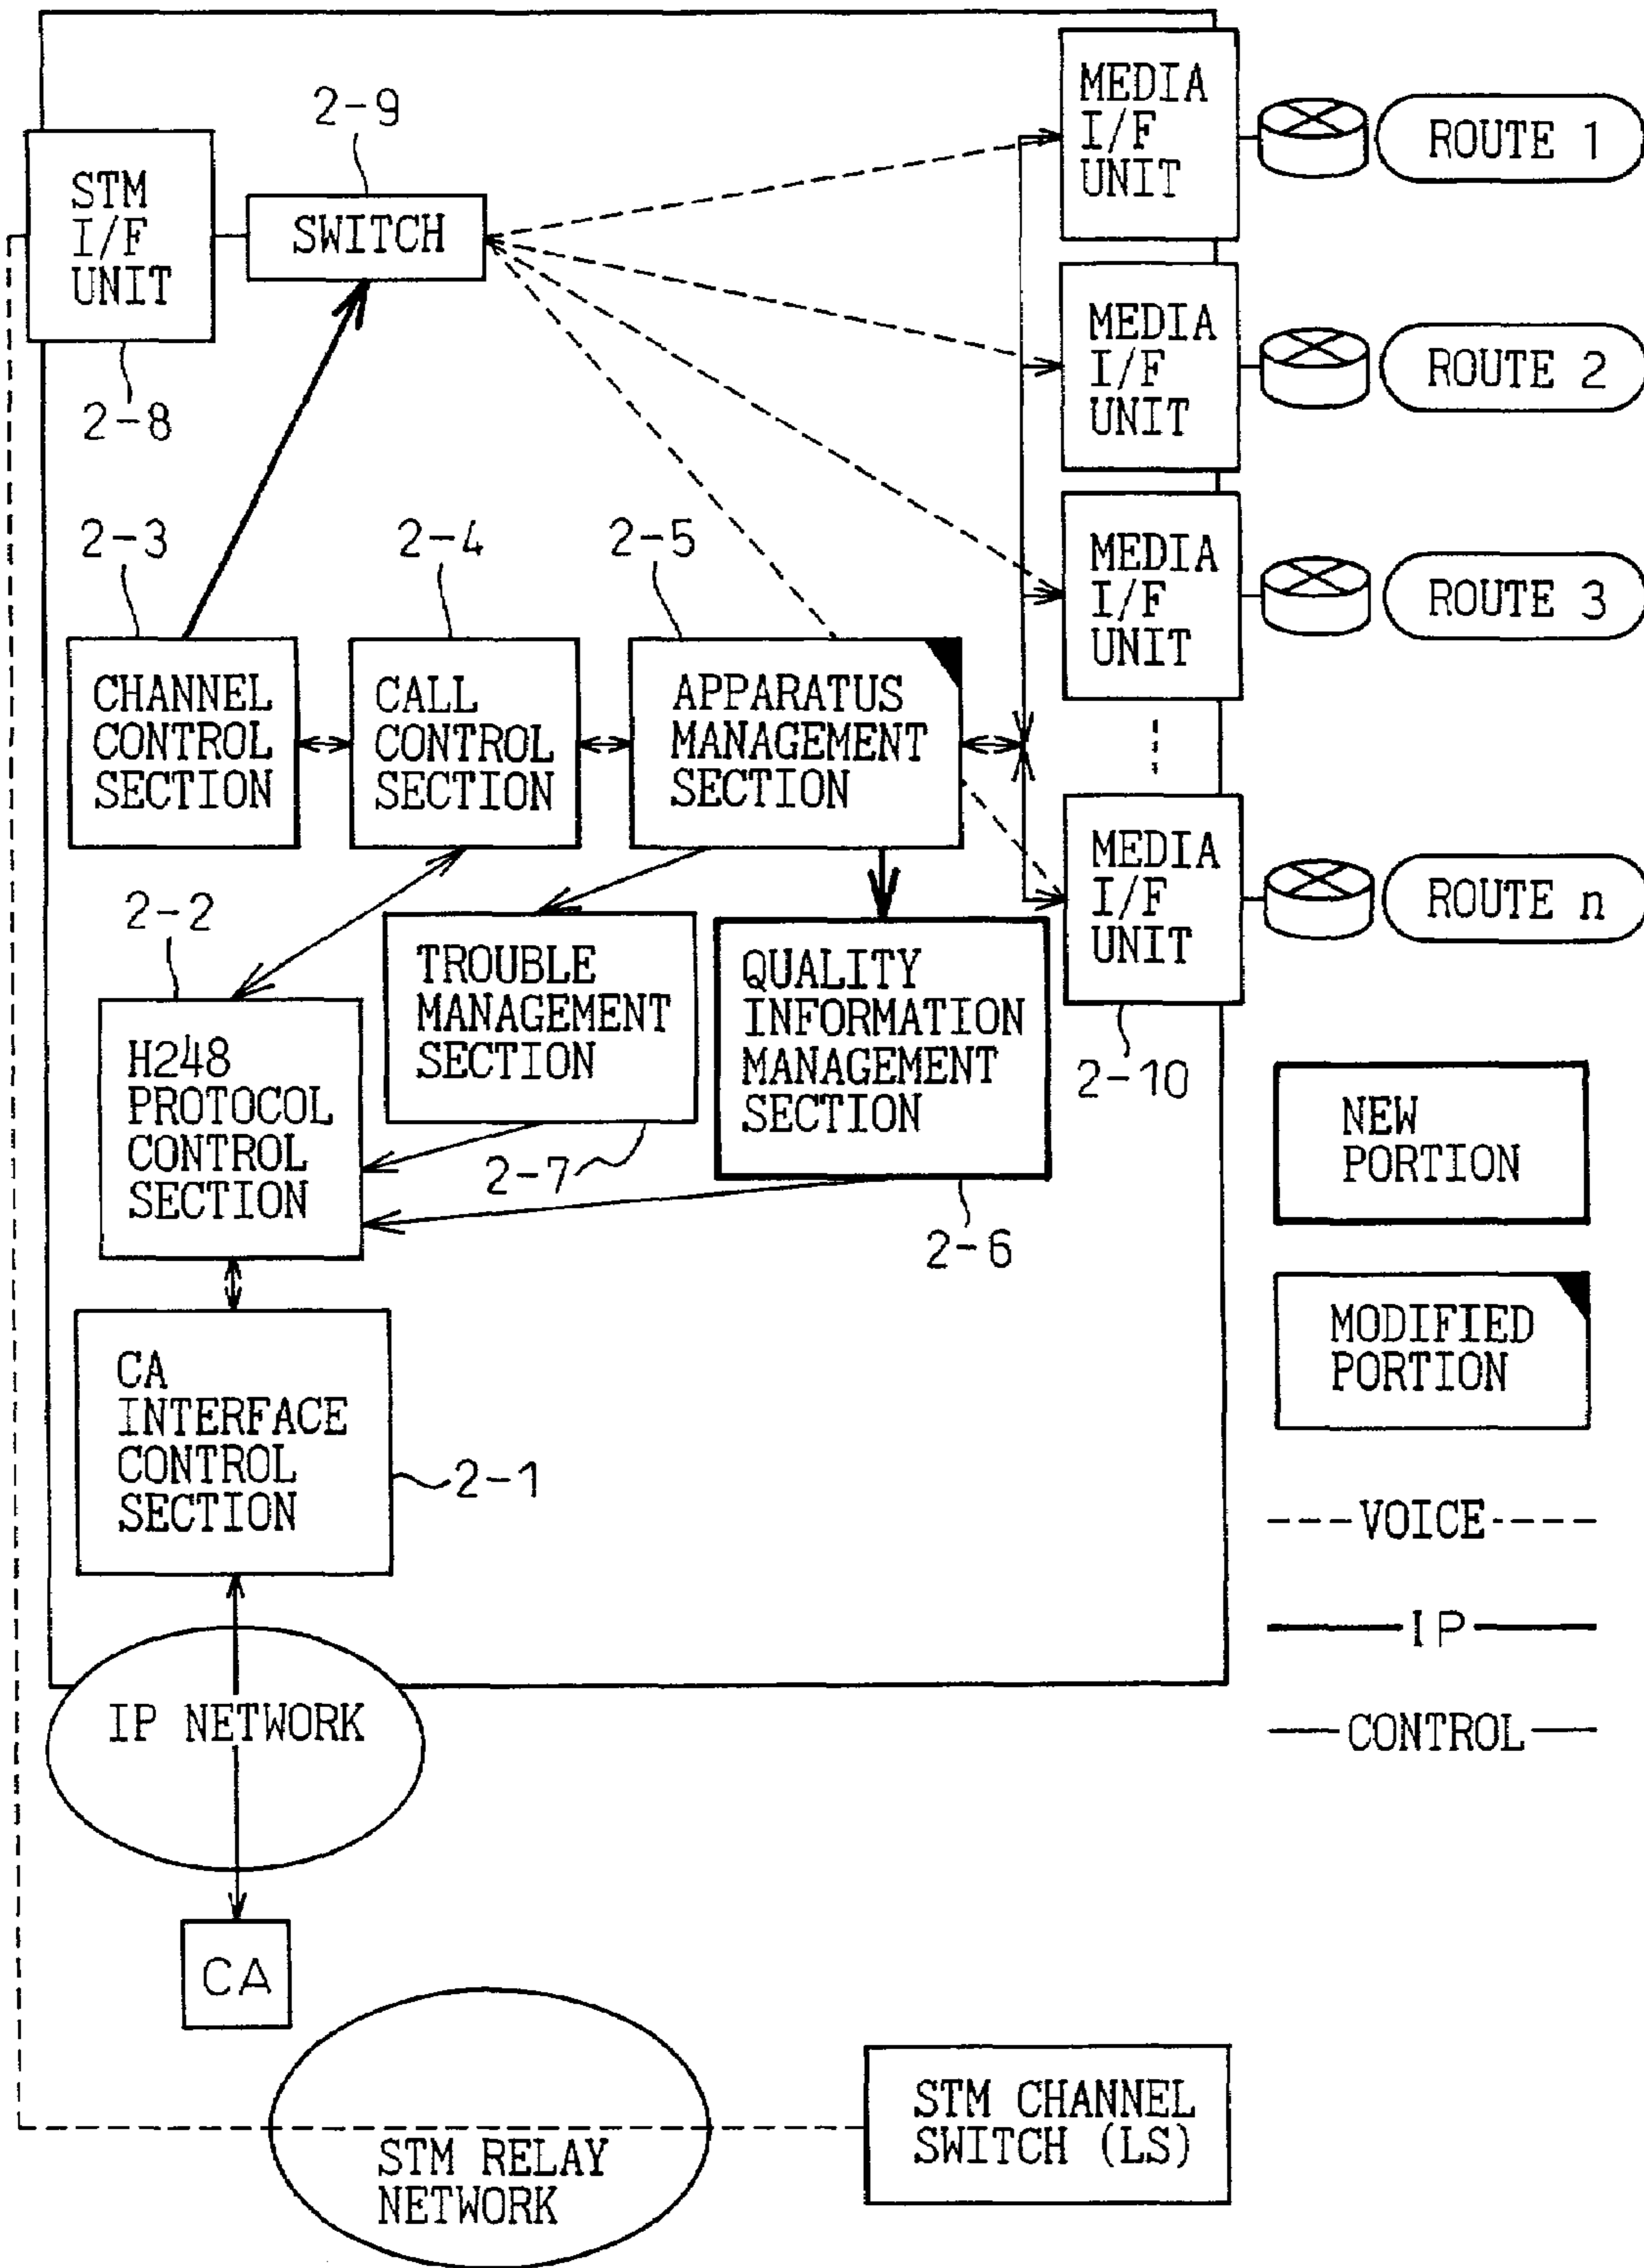 2-9
STM
I/F
UNIT
SWITCH
2-8
MEDIA
I/F
UNIT
ROUTE 1
MEDIA
I/F
UNIT
ROUTE 2
MEDIA
I/F
UNIT
ROUTE 3
2-3
2-4
2-5
CHANNEL
CONTROL
SECTION
CALL
CONTROL
SECTION
APPARATUS
MANAGEMENT
SECTION
MEDIA
I/F
UNIT
ROUTE n
2-10
2-2
TROUBLE
MANAGEMENT
SECTION
QUALITY
INFORMATION
MANAGEMENT
SECTION
H248
PROTOCOL
CONTROL
SECTION
2-7
2-6
CA
INTERFACE
CONTROL
SECTION
2-1
NEW
PORTION
MODIFIED
PORTION
VOICE
IP
CONTROL
IP NETWORK
CA
STM RELAY
NETWORK
STM CHANNEL
SWITCH (LS)